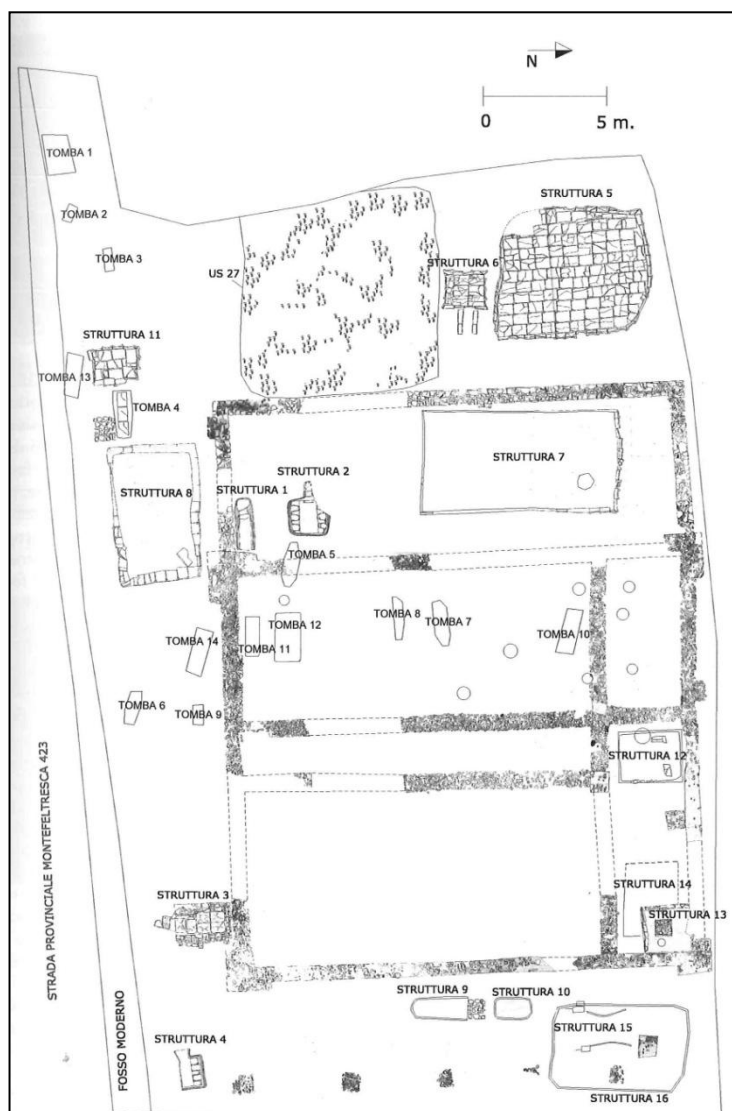 N
0 5 m.
TOMBA 1
TOMBA 2
TOMBA 3
STRUTTURA 5
STRUTTURA 6
US 27
STRUTTURA 11
TOMBA 13
TOMBA 4
STRUTTURA 7
STRUTTURA 8
STRUTTURA 1
STRUTTURA 2
TOMBA 5
TOMBA 8
TOMBA 7
TOMBA 12
TOMBA 11
TOMBA 10
TOMBA 14
TOMBA 6
TOMBA 9
STRUTTURA 12
STRUTTURA 14
STRUTTURA 13
STRUTTURA 3
STRADA PROVINCIALE MONTEFELTRESCA 423
FOSSO MODERNO
STRUTTURA 9
STRUTTURA 10
STRUTTURA 15
STRUTTURA 4
STRUTTURA 16